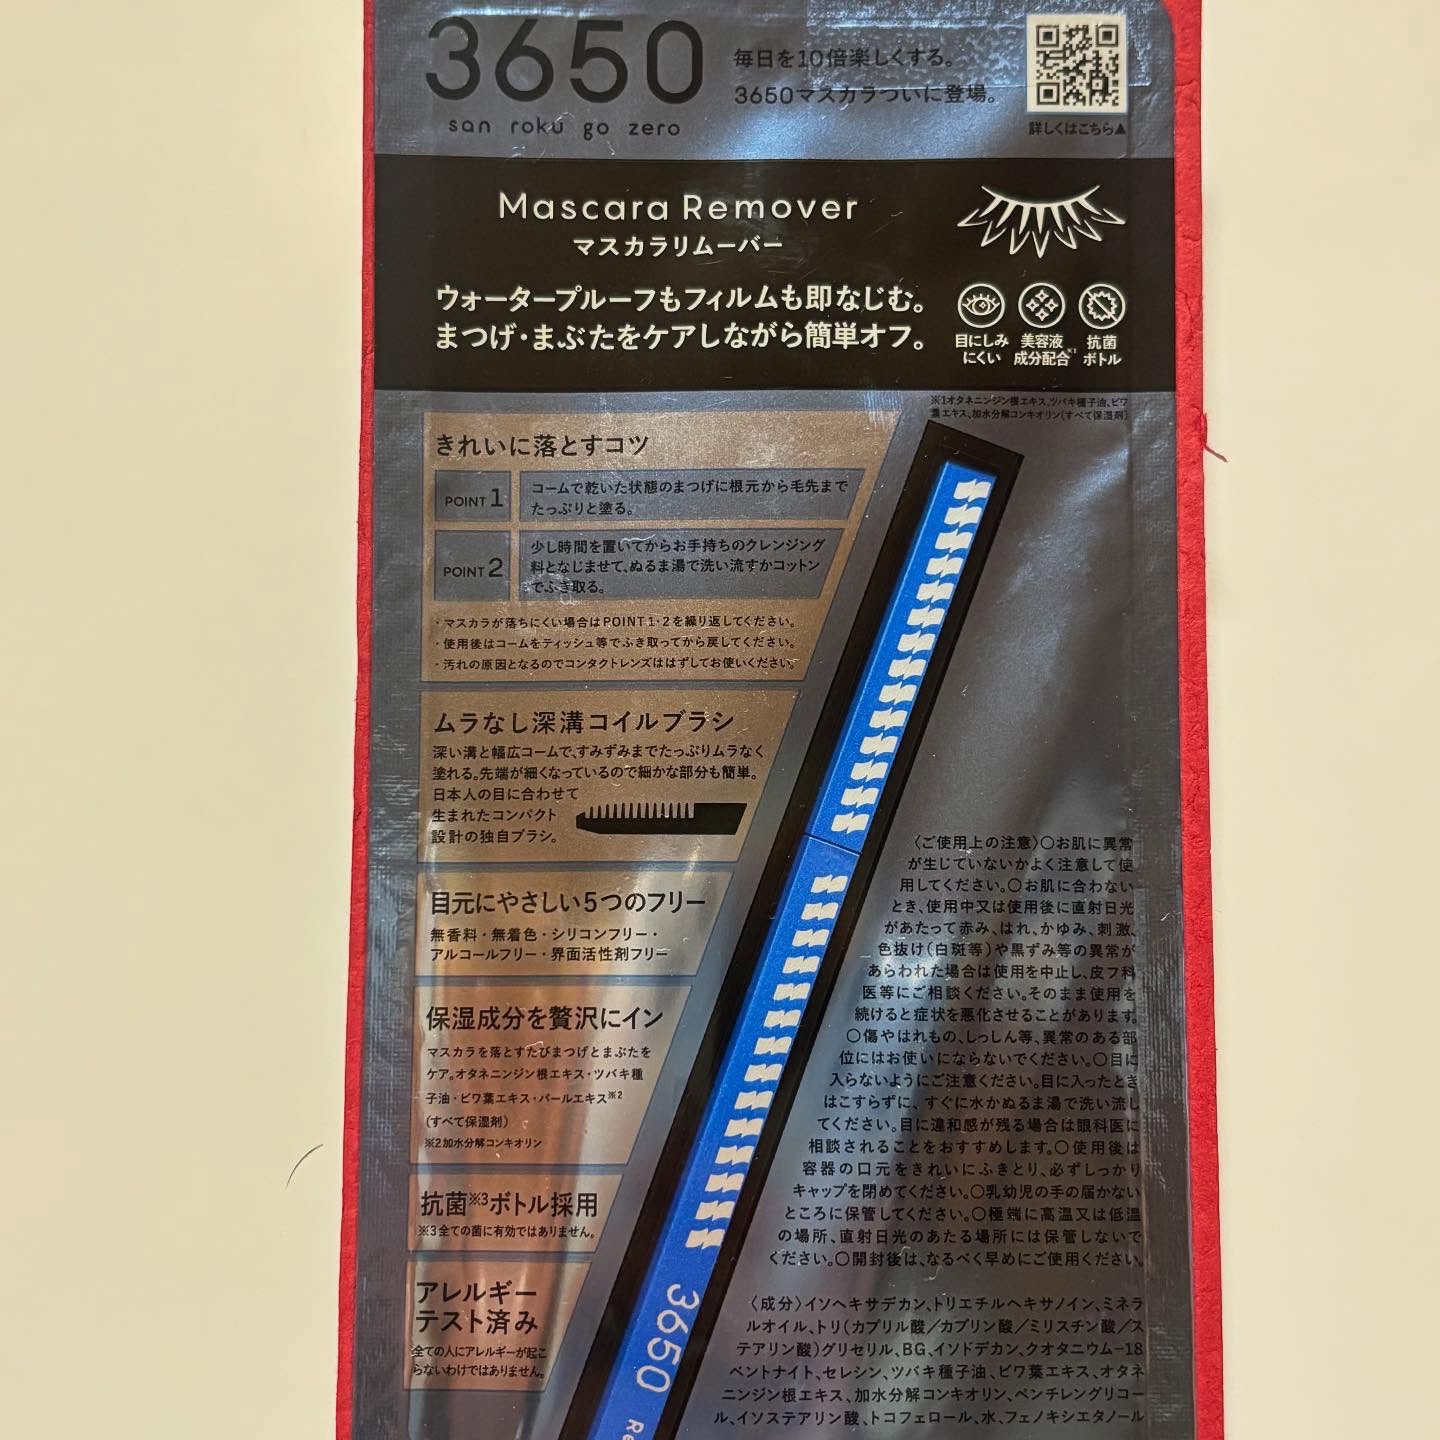 3650
san roku go zero
毎日を10倍楽しくする。
3650マスカラついに登場。
詳しくはこちら▲
Mascara Remover
マスカラリムーバー
ウォータープルーフもフィルムも即なじむ。
まつげ・まぶたをケアしながら簡単オフ。
目にしみ
にくい
美容液
成分配合※1
抗菌
ボトル
※1オタネニンジン根エキス、ツバキ種子油、ビワ
葉エキス、加水分解コンキオリン(すべて保湿剤)
きれいに落とすコツ
POINT 1
コームで乾いた状態のまつげに根元から毛先まで
たっぷりと塗る。
POINT 2
少し時間を置いてからお手持ちのクレンジング
料となじませて、ぬるま湯で洗い流すかコットン
でふき取る。
・マスカラが落ちにくい場合はPOINT1・2を繰り返してください。
・使用後はコームをティッシュ等でふき取ってから戻してください。
・汚れの原因となるのでコンタクトレンズははずしてお使いください。
ムラなし深溝コイルブラシ
深い溝と幅広コームで、すみずみまでたっぷりムラなく
塗れる。先端が細くなっているので細かな部分も簡単。
日本人の目に合わせて
生まれたコンパクト
設計の独自ブラシ。
目元にやさしい5つのフリー
無香料・無着色・シリコンフリー・
アルコールフリー・界面活性剤フリー
保湿成分を贅沢にイン
マスカラを落とすたびまつげとまぶたを
ケア。オタネニンジン根エキス・ツバキ種
子油・ビワ葉エキス・パールエキス※2
(すべて保湿剤)
※2加水分解コンキオリン
抗菌※3ボトル採用
※3全ての菌に有効ではありません。
アレルギー
テスト済み
全ての人にアレルギーが起こ
らないわけではありません。
〈ご使用上の注意〉○お肌に異常
が生じていないかよく注意して使
用してください。○お肌に合わない
とき、使用中又は使用後に直射日光
があたって赤み、はれ、かゆみ、刺激、
色抜け(白斑等)や黒ずみ等の異常が
あらわれた場合は使用を中止し、皮フ科
医等にご相談ください。そのまま使用を
続けると症状を悪化させることがあります。
○傷やはれもの、しっしん等、異常のある部
位にはお使いにならないでください。○目に
入らないようにご注意ください。目に入ったとき
はこすらずに、すぐに水かぬるま湯で洗い流し
てください。目に違和感が残る場合は眼科医に
相談されることをおすすめします。○使用後は
容器の口元をきれいにふきとり、必ずしっかり
キャップを閉めてください。○乳幼児の手の届かない
ところに保管してください。○極端に高温又は低温
の場所、直射日光のあたる場所には保管しないで
ください。○開封後は、なるべく早めにご使用ください。
〈成分〉イソヘキサデカン、トリエチルヘキサノイン、ミネラ
ルオイル、トリ(カプリル酸/カプリン酸/ミリスチン酸/ス
テアリン酸)グリセリル、BG、イソドデカン、クオタニウム-18
ベントナイト、セレシン、ツバキ種子油、ビワ葉エキス、オタネ
ニンジン根エキス、加水分解コンキオリン、ペンチレングリコー
ル、イソステアリン酸、トコフェロール、水、フェノキシエタノール
3650